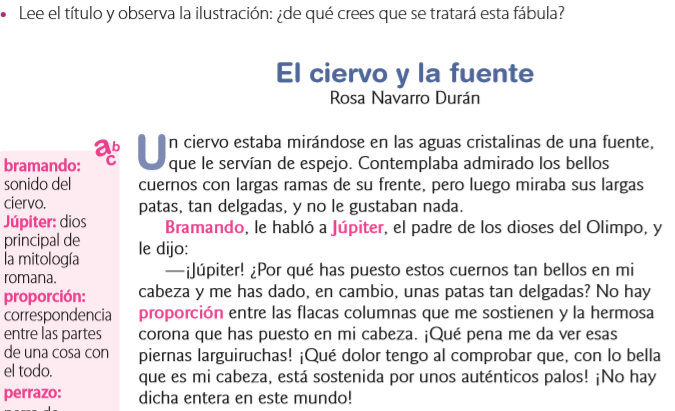 • Lee el título y observa la ilustración: ¿de qué crees que se tratará esta fábula?
El ciervo y la fuente
Rosa Navarro Durán
Un ciervo estaba mirándose en las aguas cristalinas de una fuente,
que le servían de espejo. Contemplaba admirado los bellos
cuernos con largas ramas de su frente, pero luego miraba sus largas
patas, tan delgadas, y no le gustaban nada.
Bramando, le habló a Júpiter, el padre de los dioses del Olimpo, y
le dijo:
—¡Júpiter! ¿Por qué has puesto estos cuernos tan bellos en mi
cabeza y me has dado, en cambio, unas patas tan delgadas? No hay
proporción entre las flacas columnas que me sostienen y la hermosa
corona que has puesto en mi cabeza. ¡Qué pena me da ver esas
piernas larguiruchas! ¡Qué dolor tengo al comprobar que, con lo bella
que es mi cabeza, está sostenida por unos auténticos palos! ¡No hay
dicha entera en este mundo!
abc
bramando:
sonido del
ciervo.
Júpiter: dios
principal de
la mitología
romana.
proporción:
correspondencia
entre las partes
de una cosa con
el todo.
perrazo: